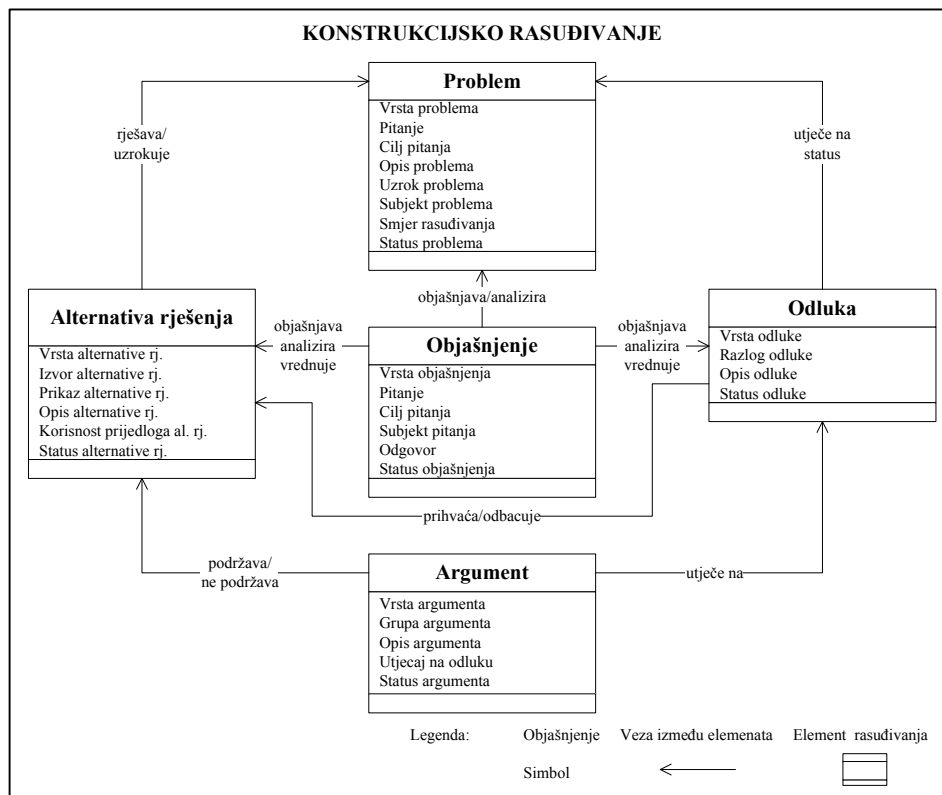 KONSTRUKCIJSKO RASUĐIVANJE
Problem
Vrsta problema
Pitanje
Cilj pitanja
Opis problema
Uzrok problema
Subjekt problema
Smjer rasuđivanja
Status problema
rješava/
uzrokuje
utječe na
status
objašnjava/analizira
Alternativa rješenja
Vrsta alternative rj.
Izvor alternative rj.
Prikaz alternative rj.
Opis alternative rj.
Korisnost prijedloga al. rj.
Status alternative rj.
objašnjava
analizira
vrednuje
Objašnjenje
Vrsta objašnjenja
Pitanje
Cilj pitanja
Subjekt pitanja
Odgovor
Status objašnjenja
objašnjava
analizira
vrednuje
Odluka
Vrsta odluke
Razlog odluke
Opis odluke
Status odluke
prihvaća/odbacuje
podržava/
ne podržava
Argument
Vrsta argumenta
Grupa argumenta
Opis argumenta
Utjecaj na odluku
Status argumenta
utječe na
Legenda: Objašnjenje Veza između elemenata Element rasuđivanja
Simbol